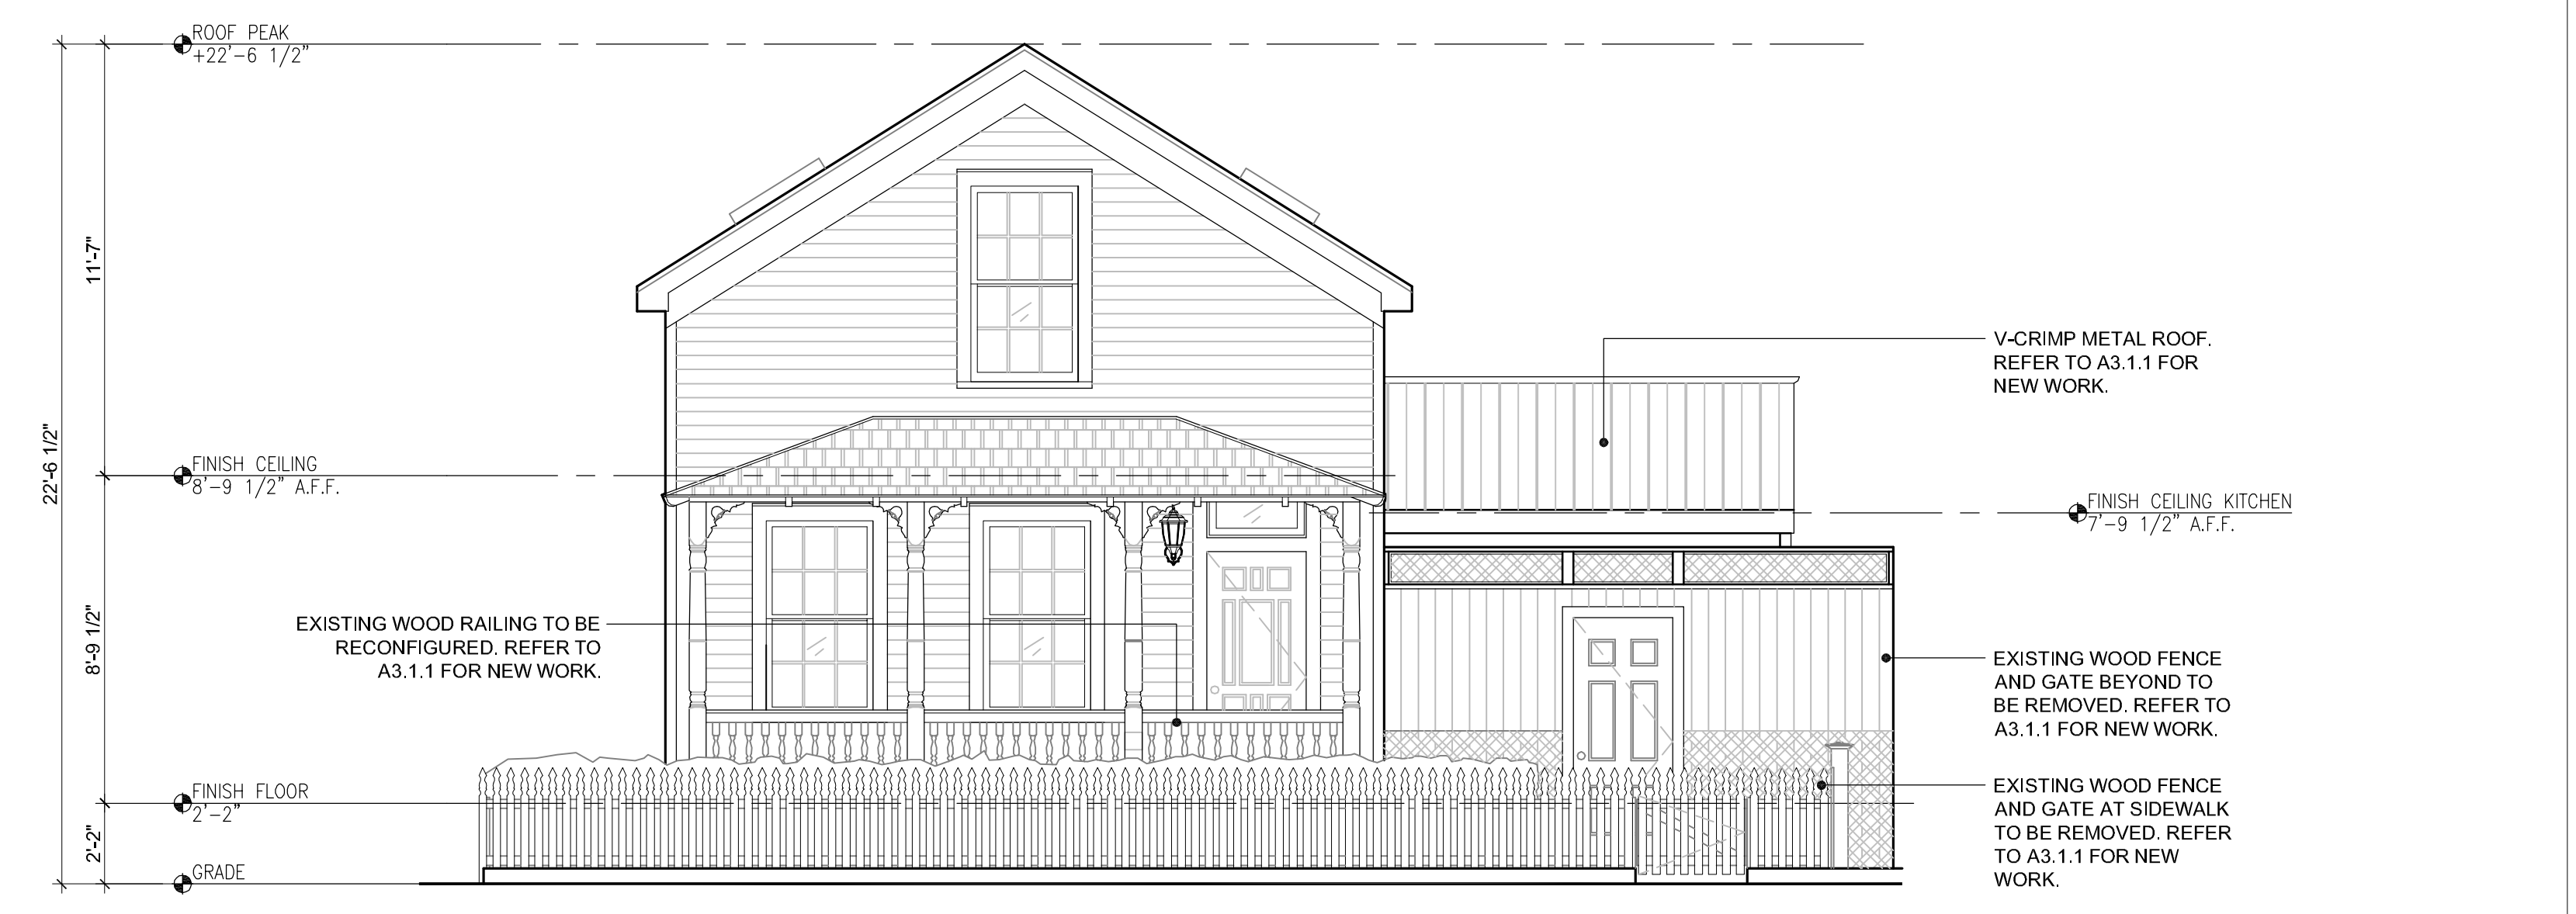 ROOF PEAK
+22'-6 1/2"
11'-7"
22'-6 1/2"
V-CRIMP METAL ROOF.
REFER TO A3.1.1 FOR
NEW WORK.
FINISH CEILING
8'-9 1/2" A.F.F.
FINISH CEILING KITCHEN
7'-9 1/2" A.F.F.
8'-9 1/2"
EXISTING WOOD RAILING TO BE
RECONFIGURED. REFER TO
A3.1.1 FOR NEW WORK.
EXISTING WOOD FENCE
AND GATE BEYOND TO
BE REMOVED. REFER TO
A3.1.1 FOR NEW WORK.
FINISH FLOOR
2'-2"
2'-2"
EXISTING WOOD FENCE
AND GATE AT SIDEWALK
TO BE REMOVED. REFER
TO A3.1.1 FOR NEW
WORK.
GRADE